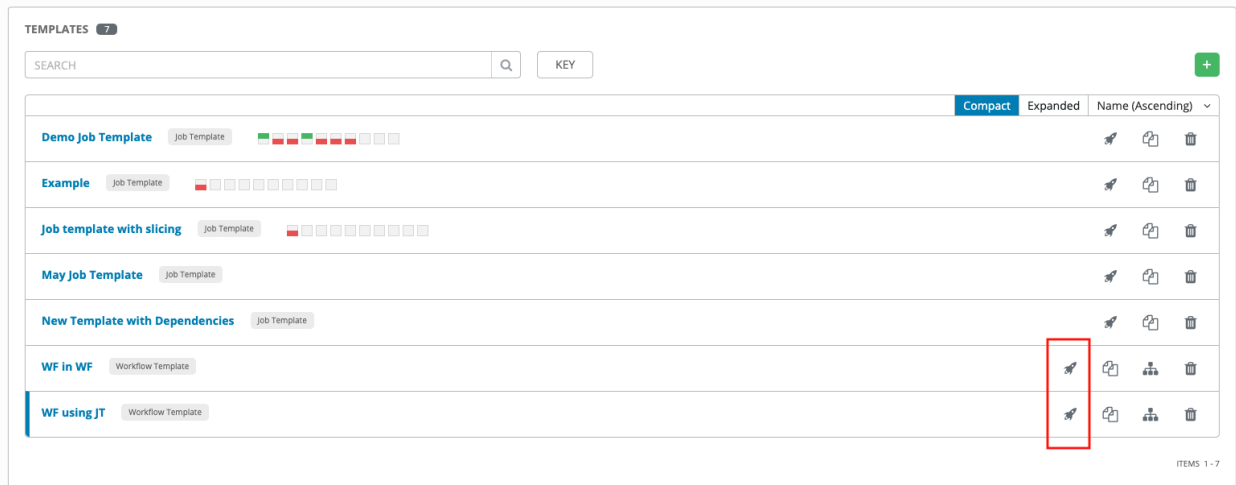 TEMPLATES 7
SEARCH KEY +
Compact Expanded Name (Ascending)
Demo Job Template Job Template
Example Job Template
Job template with slicing Job Template
May Job Template Job Template
New Template with Dependencies Job Template
WF in WF Workflow Template
WF using JT Workflow Template
ITEMS 1 - 7